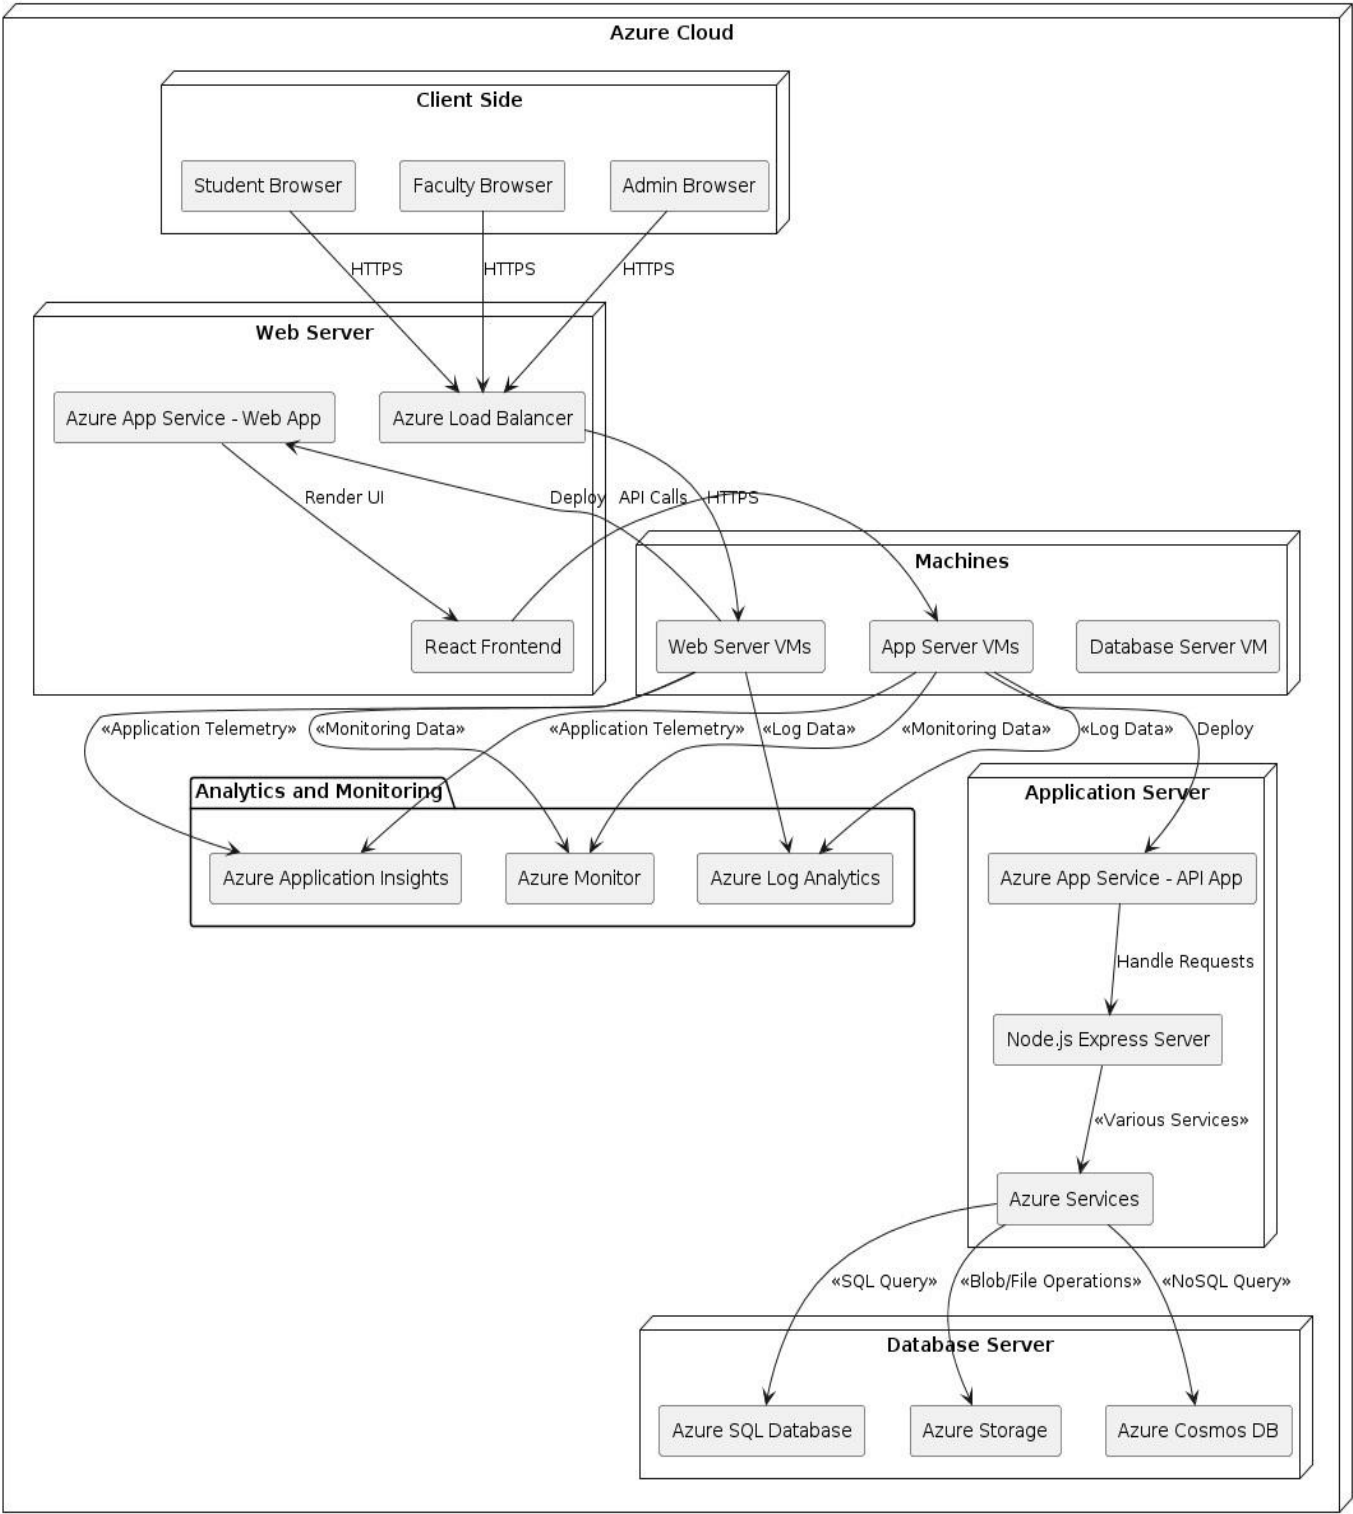 Azure Cloud
Client Side
Student Browser
Faculty Browser
Admin Browser
HTTPS
HTTPS
HTTPS
Web Server
Azure App Service - Web App
Azure Load Balancer
Render UI
Deploy
API Calls
HTTPS
Machines
React Frontend
Web Server VMs
App Server VMs
Database Server VM
«Application Telemetry»
«Monitoring Data»
«Application Telemetry»
«Log Data»
«Monitoring Data»
«Log Data»
Deploy
Analytics and Monitoring
Application Server
Azure Application Insights
Azure Monitor
Azure Log Analytics
Azure App Service - API App
Handle Requests
Node.js Express Server
«Various Services»
Azure Services
«SQL Query»
«Blob/File Operations»
«NoSQL Query»
Database Server
Azure SQL Database
Azure Storage
Azure Cosmos DB